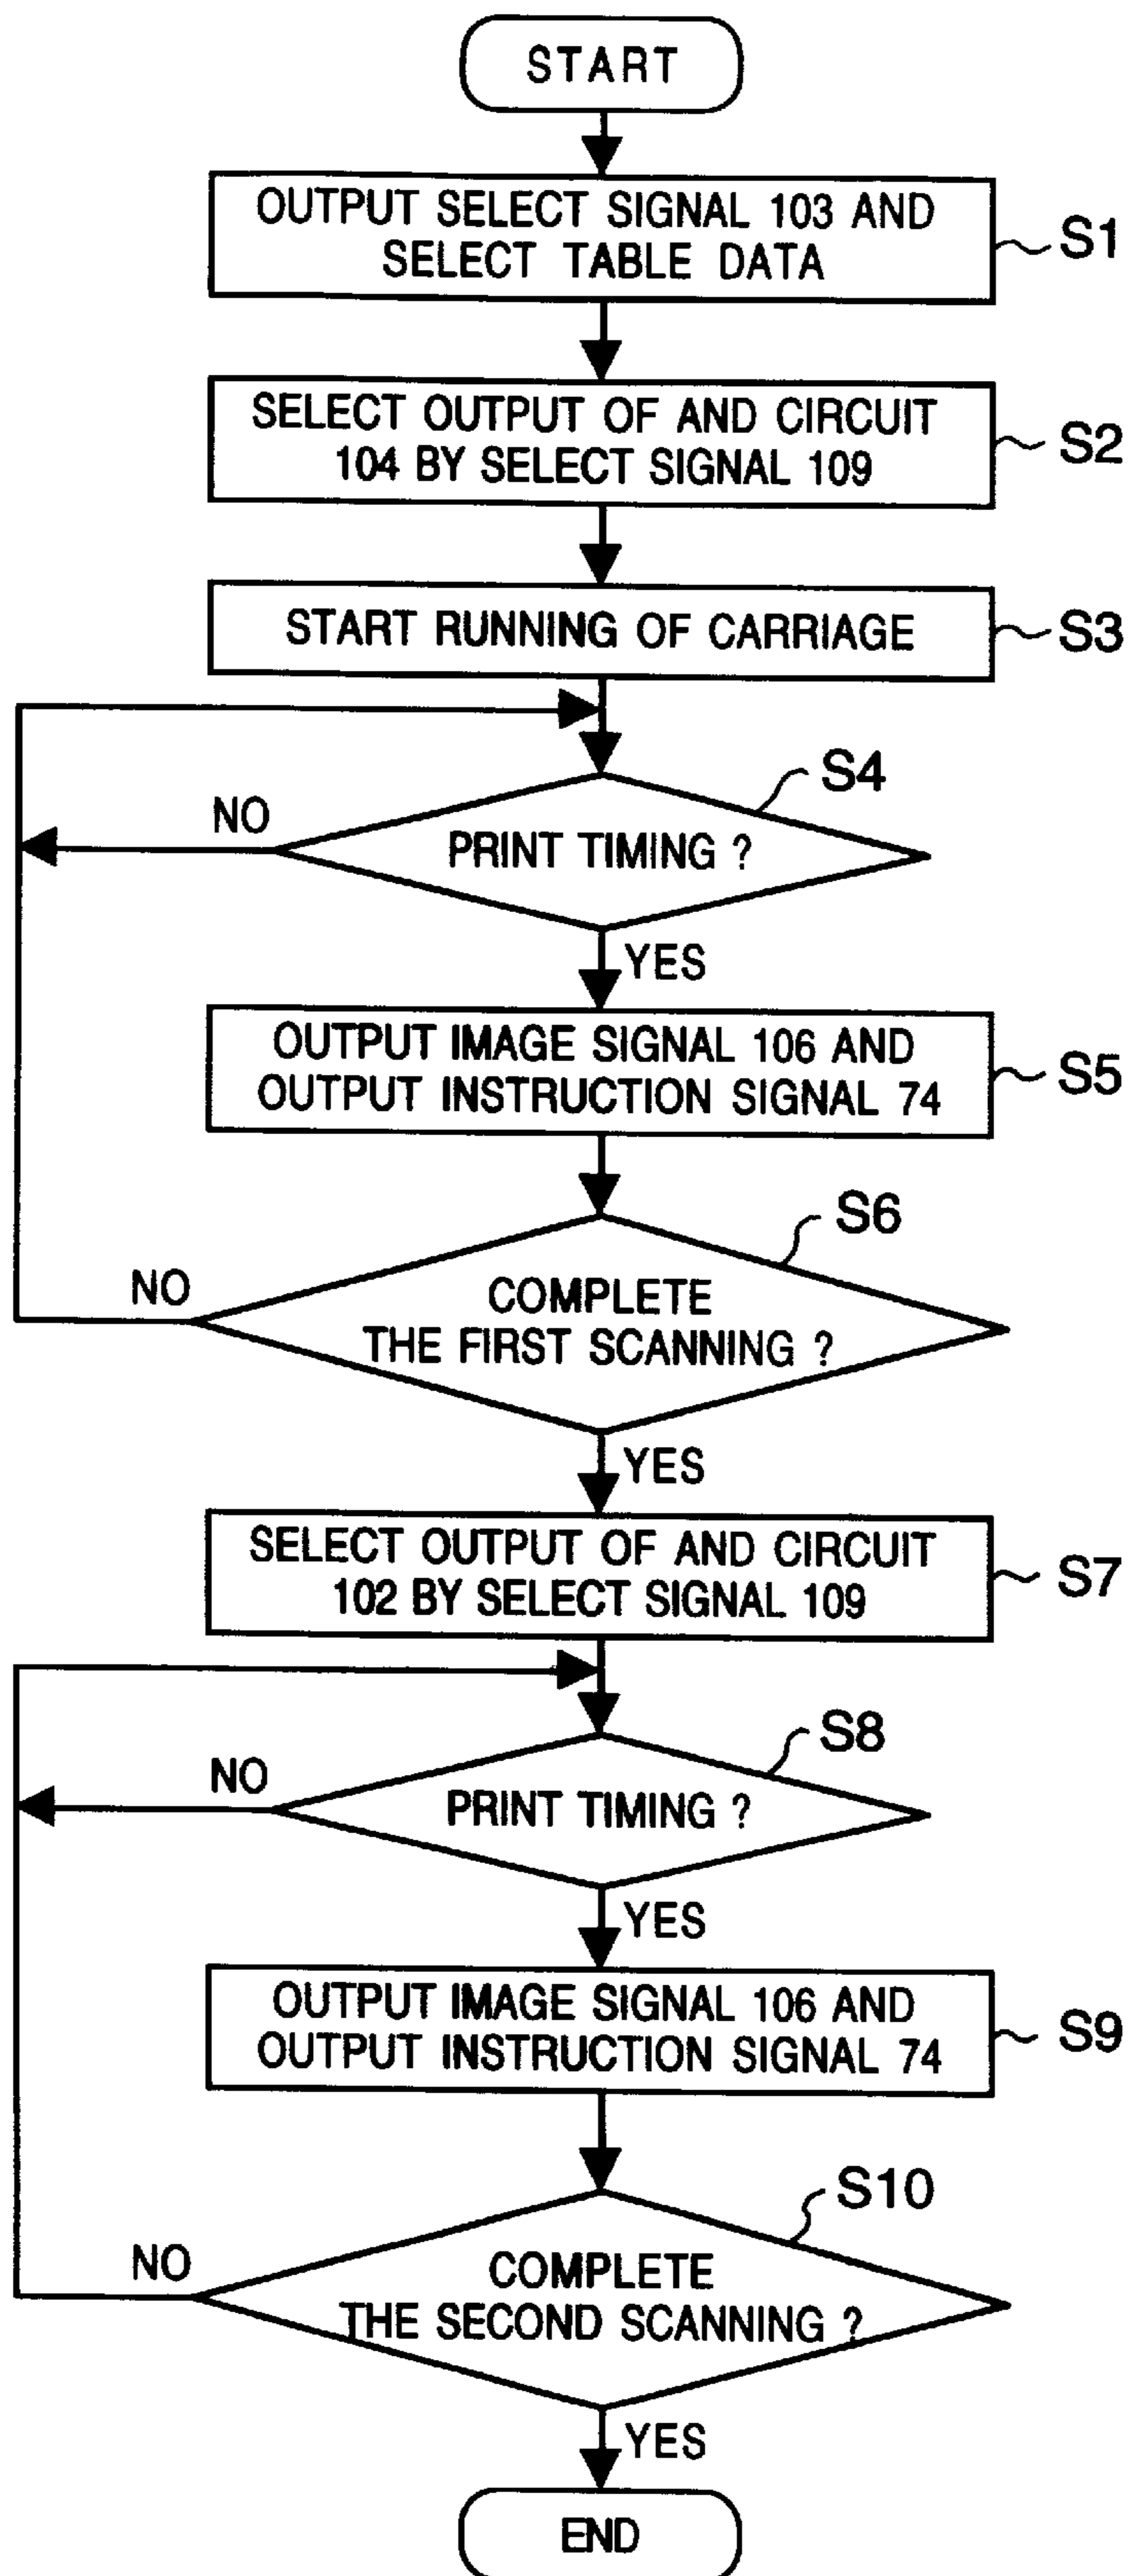 START
OUTPUT SELECT SIGNAL 103 AND
SELECT TABLE DATA
S1
SELECT OUTPUT OF AND CIRCUIT
104 BY SELECT SIGNAL 109
S2
START RUNNING OF CARRIAGE
S3
S4
NO
PRINT TIMING ?
YES
OUTPUT IMAGE SIGNAL 106 AND
OUTPUT INSTRUCTION SIGNAL 74
S5
S6
NO
COMPLETE
THE FIRST SCANNING ?
YES
SELECT OUTPUT OF AND CIRCUIT
102 BY SELECT SIGNAL 109
S7
S8
NO
PRINT TIMING ?
YES
OUTPUT IMAGE SIGNAL 106 AND
OUTPUT INSTRUCTION SIGNAL 74
S9
S10
NO
COMPLETE
THE SECOND SCANNING ?
YES
END